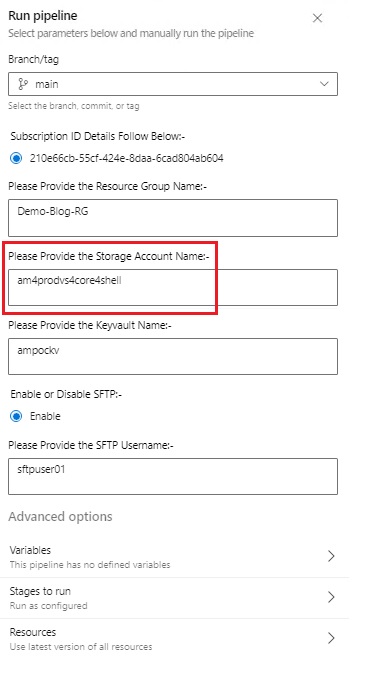 Run pipeline
Select parameters below and manually run the pipeline
Branch/tag
main
Select the branch, commit, or tag
Subscription ID Details Follow Below:-
210e66cb-55cf-424e-8daa-6cad804ab604
Please Provide the Resource Group Name:-
Demo-Blog-RG
Please Provide the Storage Account Name:-
am4prodvs4core4shell
Please Provide the Keyvault Name:-
ampockv
Enable or Disable SFTP:-
Enable
Please Provide the SFTP Username:-
sftpuser01
Advanced options
Variables
This pipeline has no defined variables
Stages to run
Run as configured
Resources
Use latest version of all resources